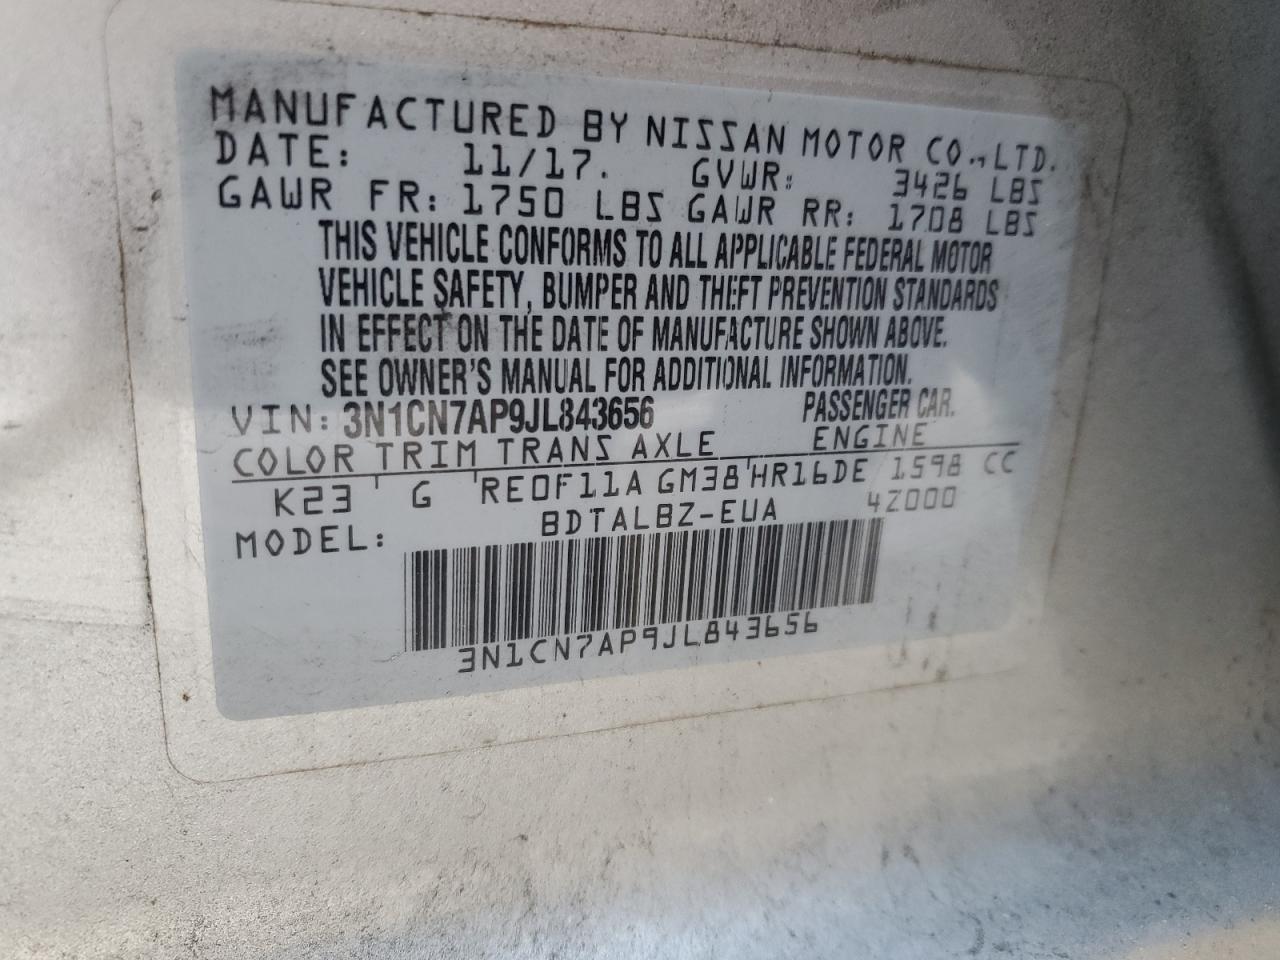 MANUFACTURED BY NISSAN MOTOR CO.,LTD.
DATE: 11/17. GVWR: 3426 LBS
GAWR FR: 1750 LBS GAWR RR: 1708 LBS
THIS VEHICLE CONFORMS TO ALL APPLICABLE FEDERAL MOTOR
VEHICLE SAFETY, BUMPER AND THEFT PREVENTION STANDARDS
IN EFFECT ON THE DATE OF MANUFACTURE SHOWN ABOVE.
SEE OWNER'S MANUAL FOR ADDITIONAL INFORMATION.
VIN: 3N1CN7AP9JL843656 PASSENGER CAR.
COLOR TRIM TRANS AXLE ENGINE
K23 G RE0F11A GM38 HR16DE 1598 CC
MODEL: BDTALBZ-EUA 4Z000
3N1CN7AP9JL843656